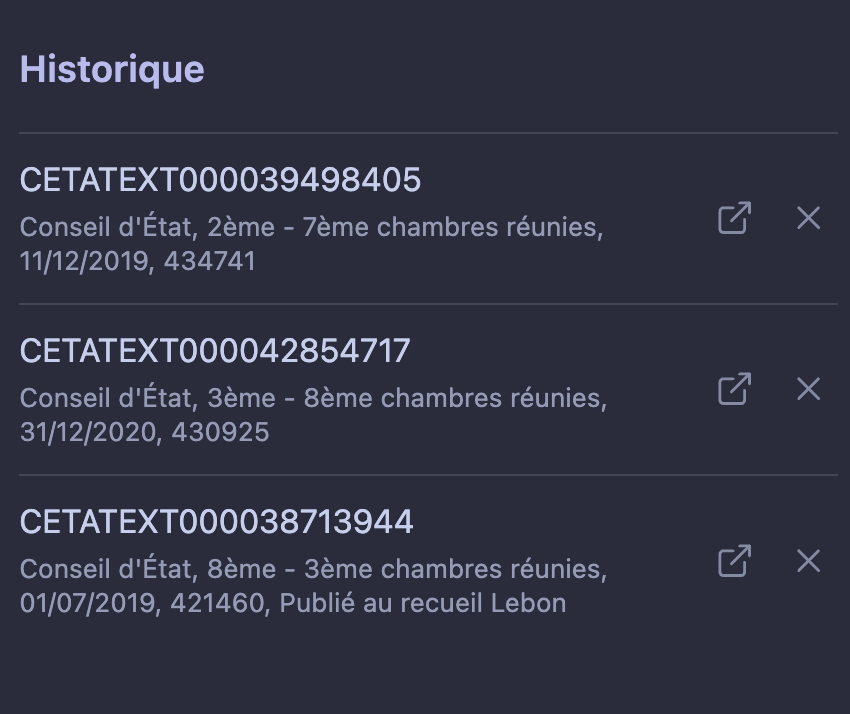 Historique
CETATEXT000039498405
Conseil d'État, 2ème - 7ème chambres réunies,
11/12/2019, 434741
CETATEXT000042854717
Conseil d'État, 3ème - 8ème chambres réunies,
31/12/2020, 430925
CETATEXT000038713944
Conseil d'État, 8ème - 3ème chambres réunies,
01/07/2019, 421460, Publié au recueil Lebon